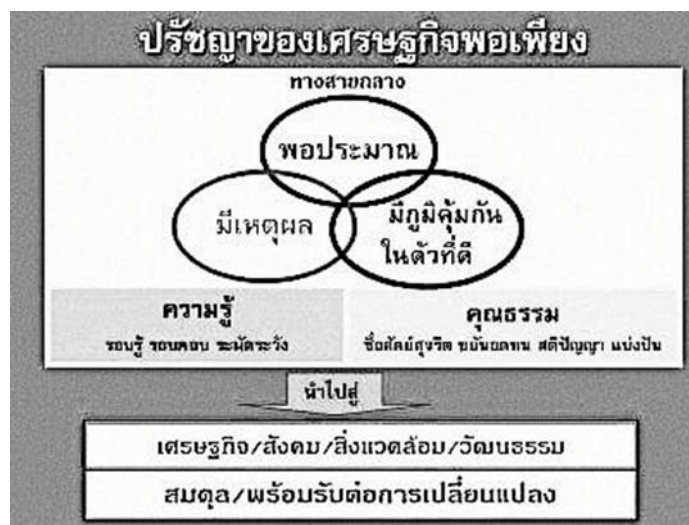 ปรัชญาของเศรษฐกิจพอเพียง
ทางสายกลาง
พอประมาณ
มีเหตุผล
มีภูมิคุ้มกัน
ในตัวที่ดี
ความรู้
รอบรู้ รอบคอบ ระมัดระวัง
คุณธรรม
ซื่อสัตย์สุจริต ขยันอดทน สติปัญญา แบ่งปัน
นำไปสู่
เศรษฐกิจ/สังคม/สิ่งแวดล้อม/วัฒนธรรม
สมดุล/พร้อมรับต่อการเปลี่ยนแปลง